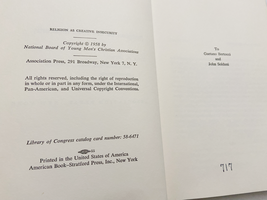 RELIGION AS CREATIVE INSECURITY
Copyright © 1958 by
National Board of Young Men's Christian Associations
Association Press, 291 Broadway, New York 7, N. Y.
All rights reserved, including the right of reproduction
in whole or in part in any form, under the International,
Pan-American, and Universal Copyright Conventions.
Library of Congress catalog card number: 58-6471
Printed in the United States of America
American Book–Stratford Press, Inc., New York
To
and
717